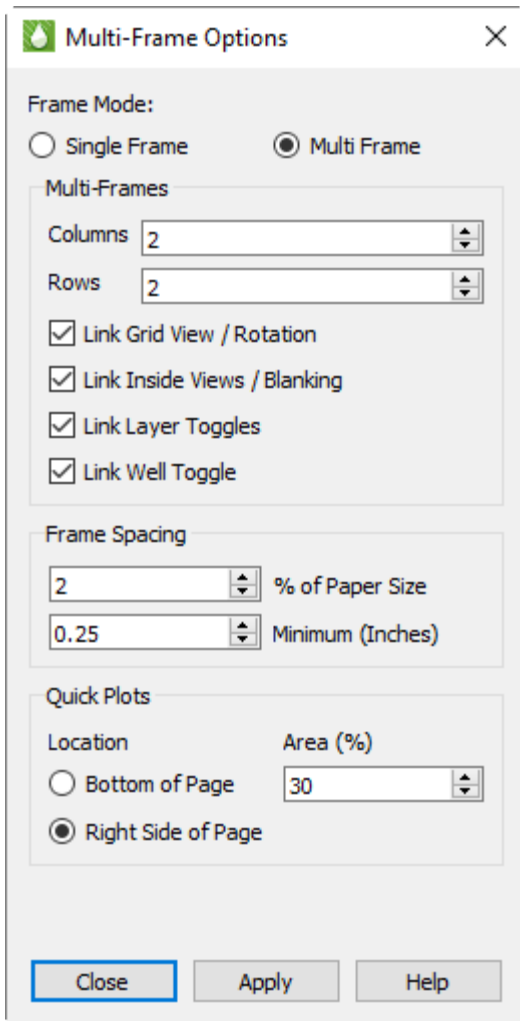 Multi-Frame Options
Frame Mode:
Single Frame Multi Frame
Multi-Frames
Columns 2
Rows 2
Link Grid View / Rotation
Link Inside Views / Blanking
Link Layer Toggles
Link Well Toggle
Frame Spacing
2 % of Paper Size
0.25 Minimum (Inches)
Quick Plots
Location Area (%)
Bottom of Page 30
Right Side of Page
Close Apply Help